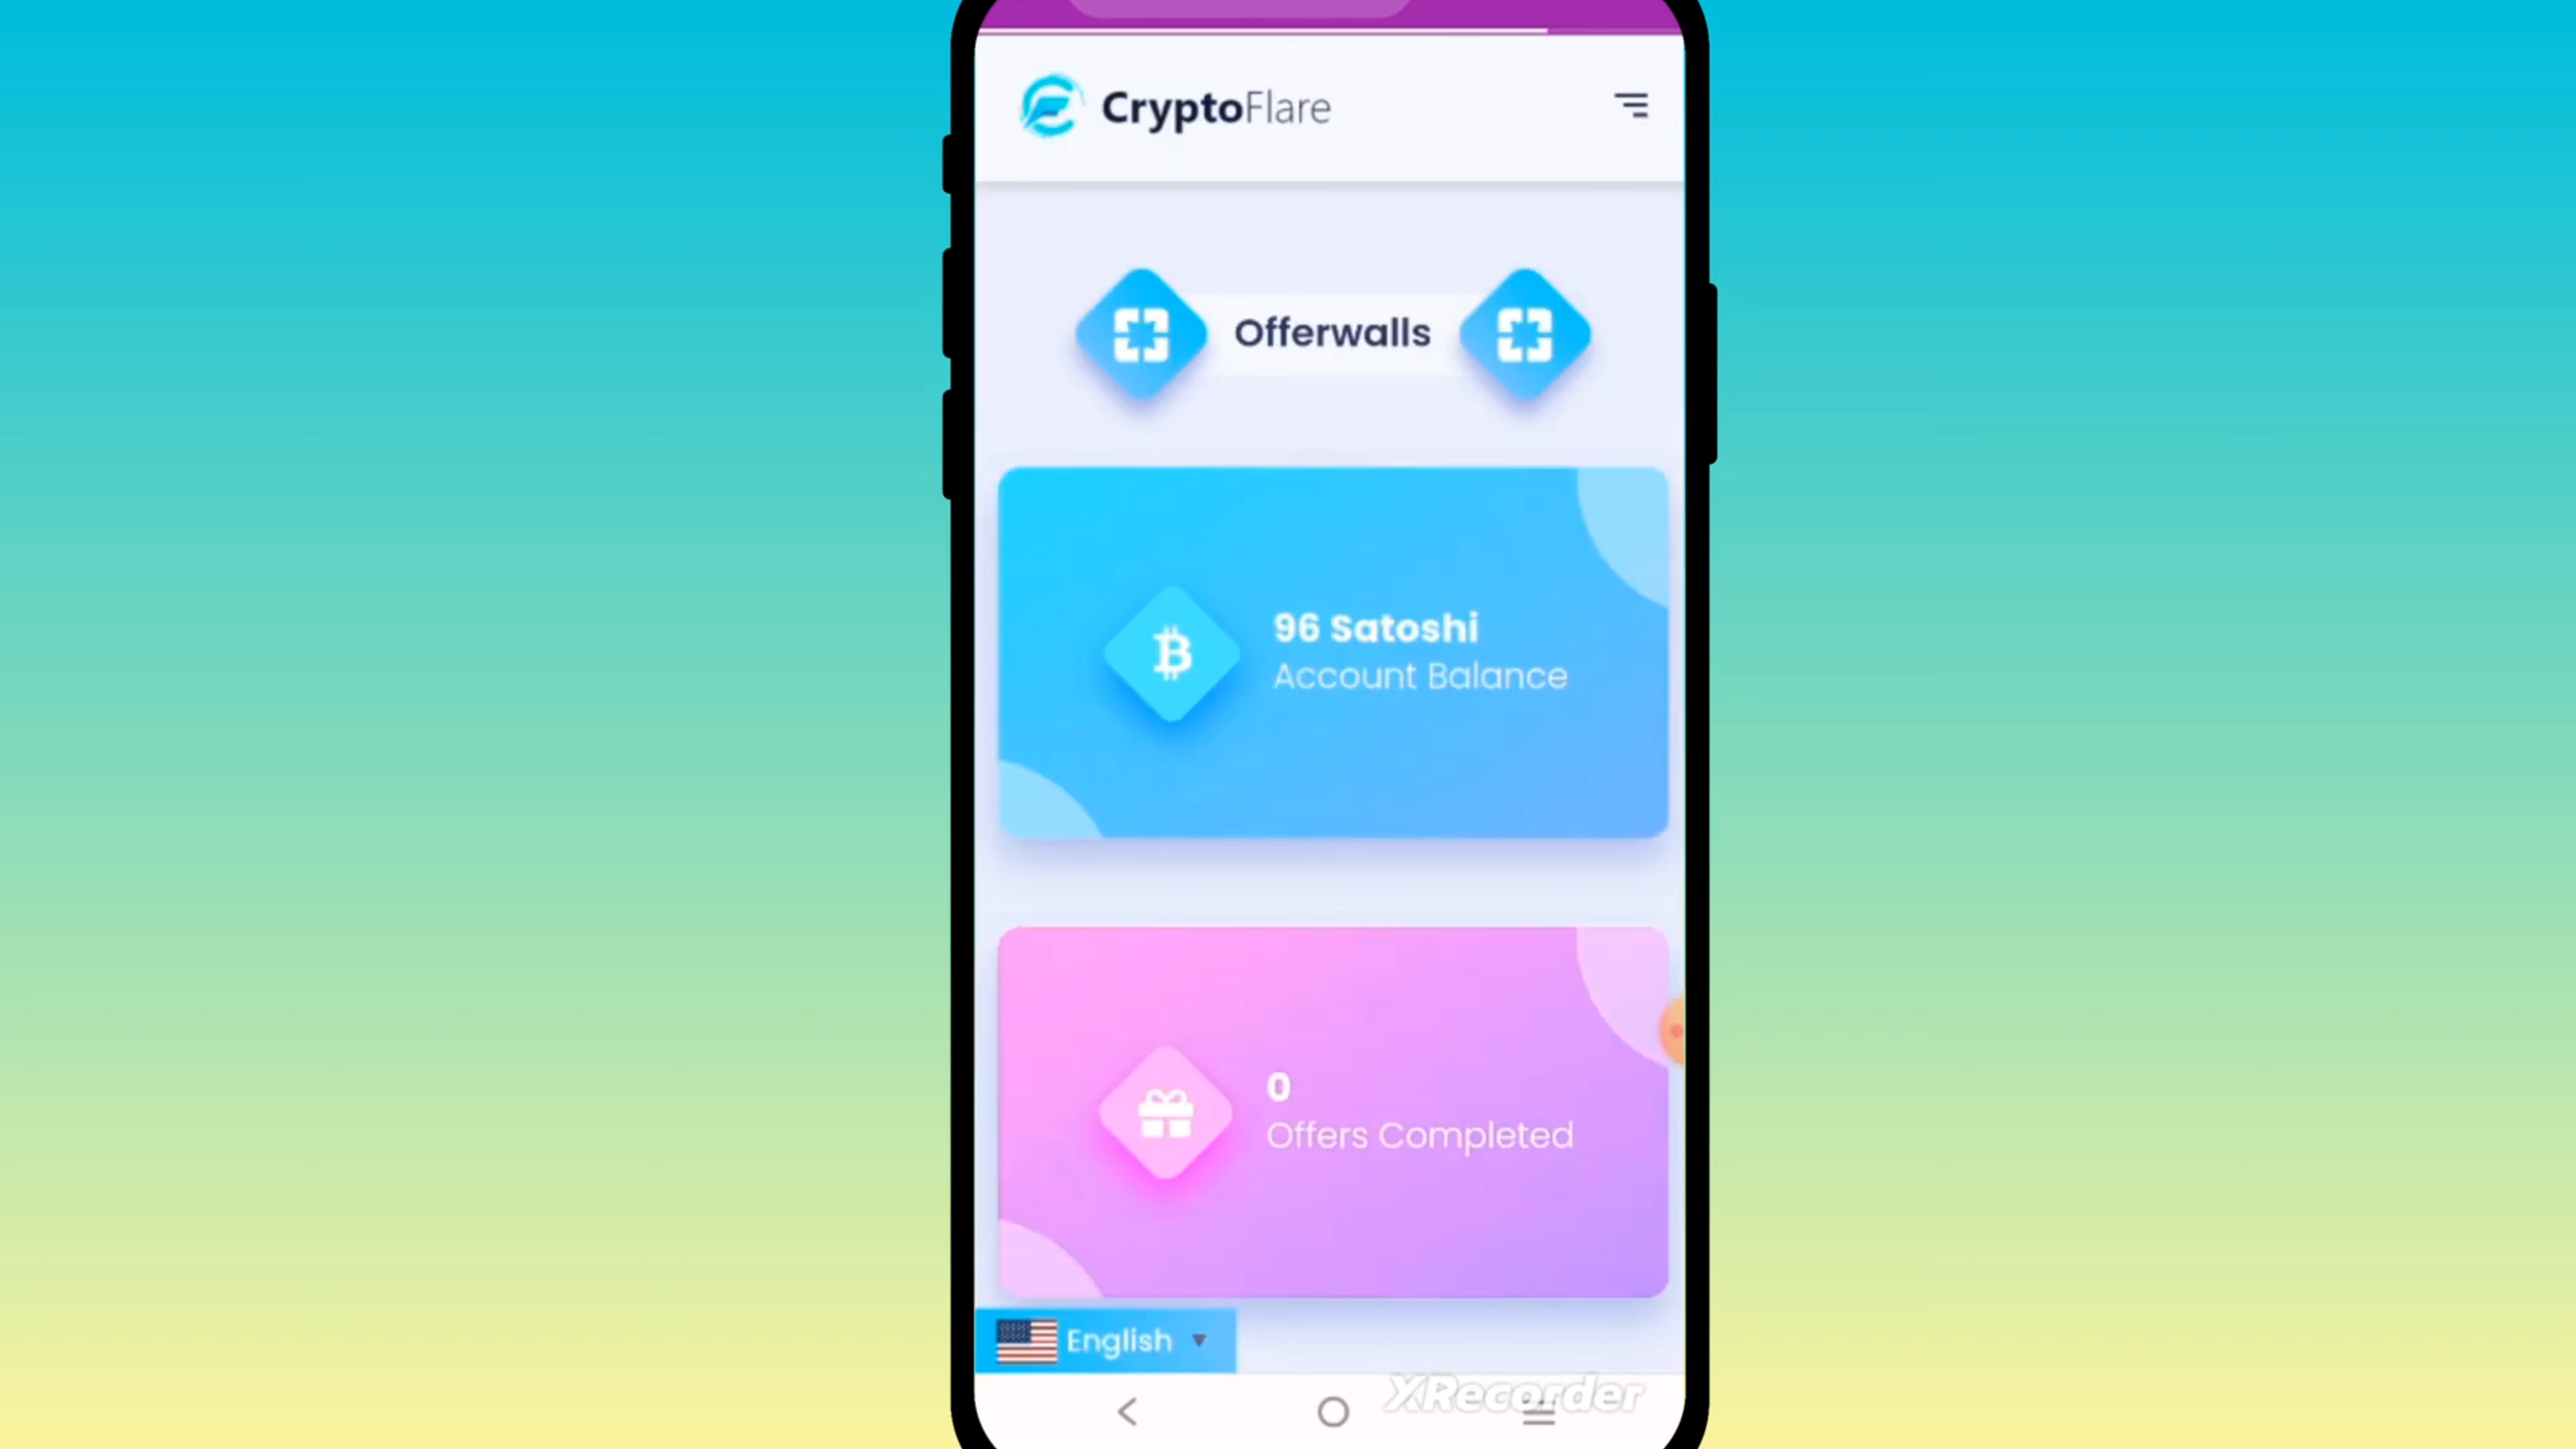 CryptoFlare
Offerwalls
96 Satoshi
Account Balance
0
Offers Completed
English
XRecorder